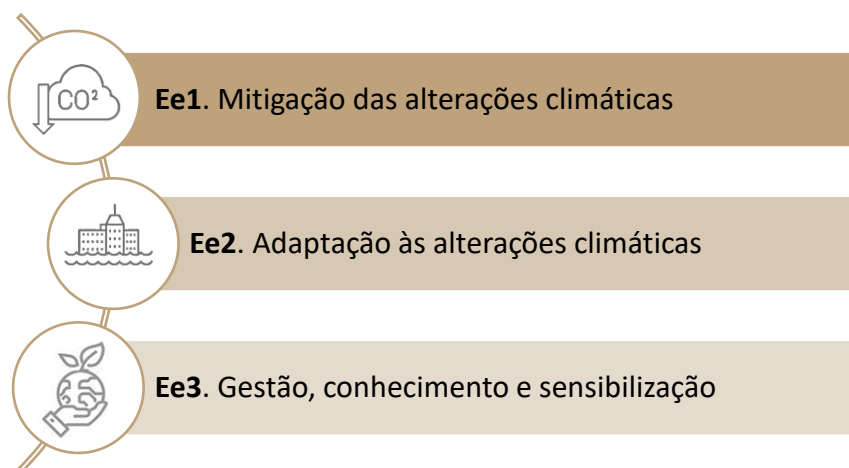 CO²
Ee1. Mitigação das alterações climáticas
Ee2. Adaptação às alterações climáticas
Ee3. Gestão, conhecimento e sensibilização